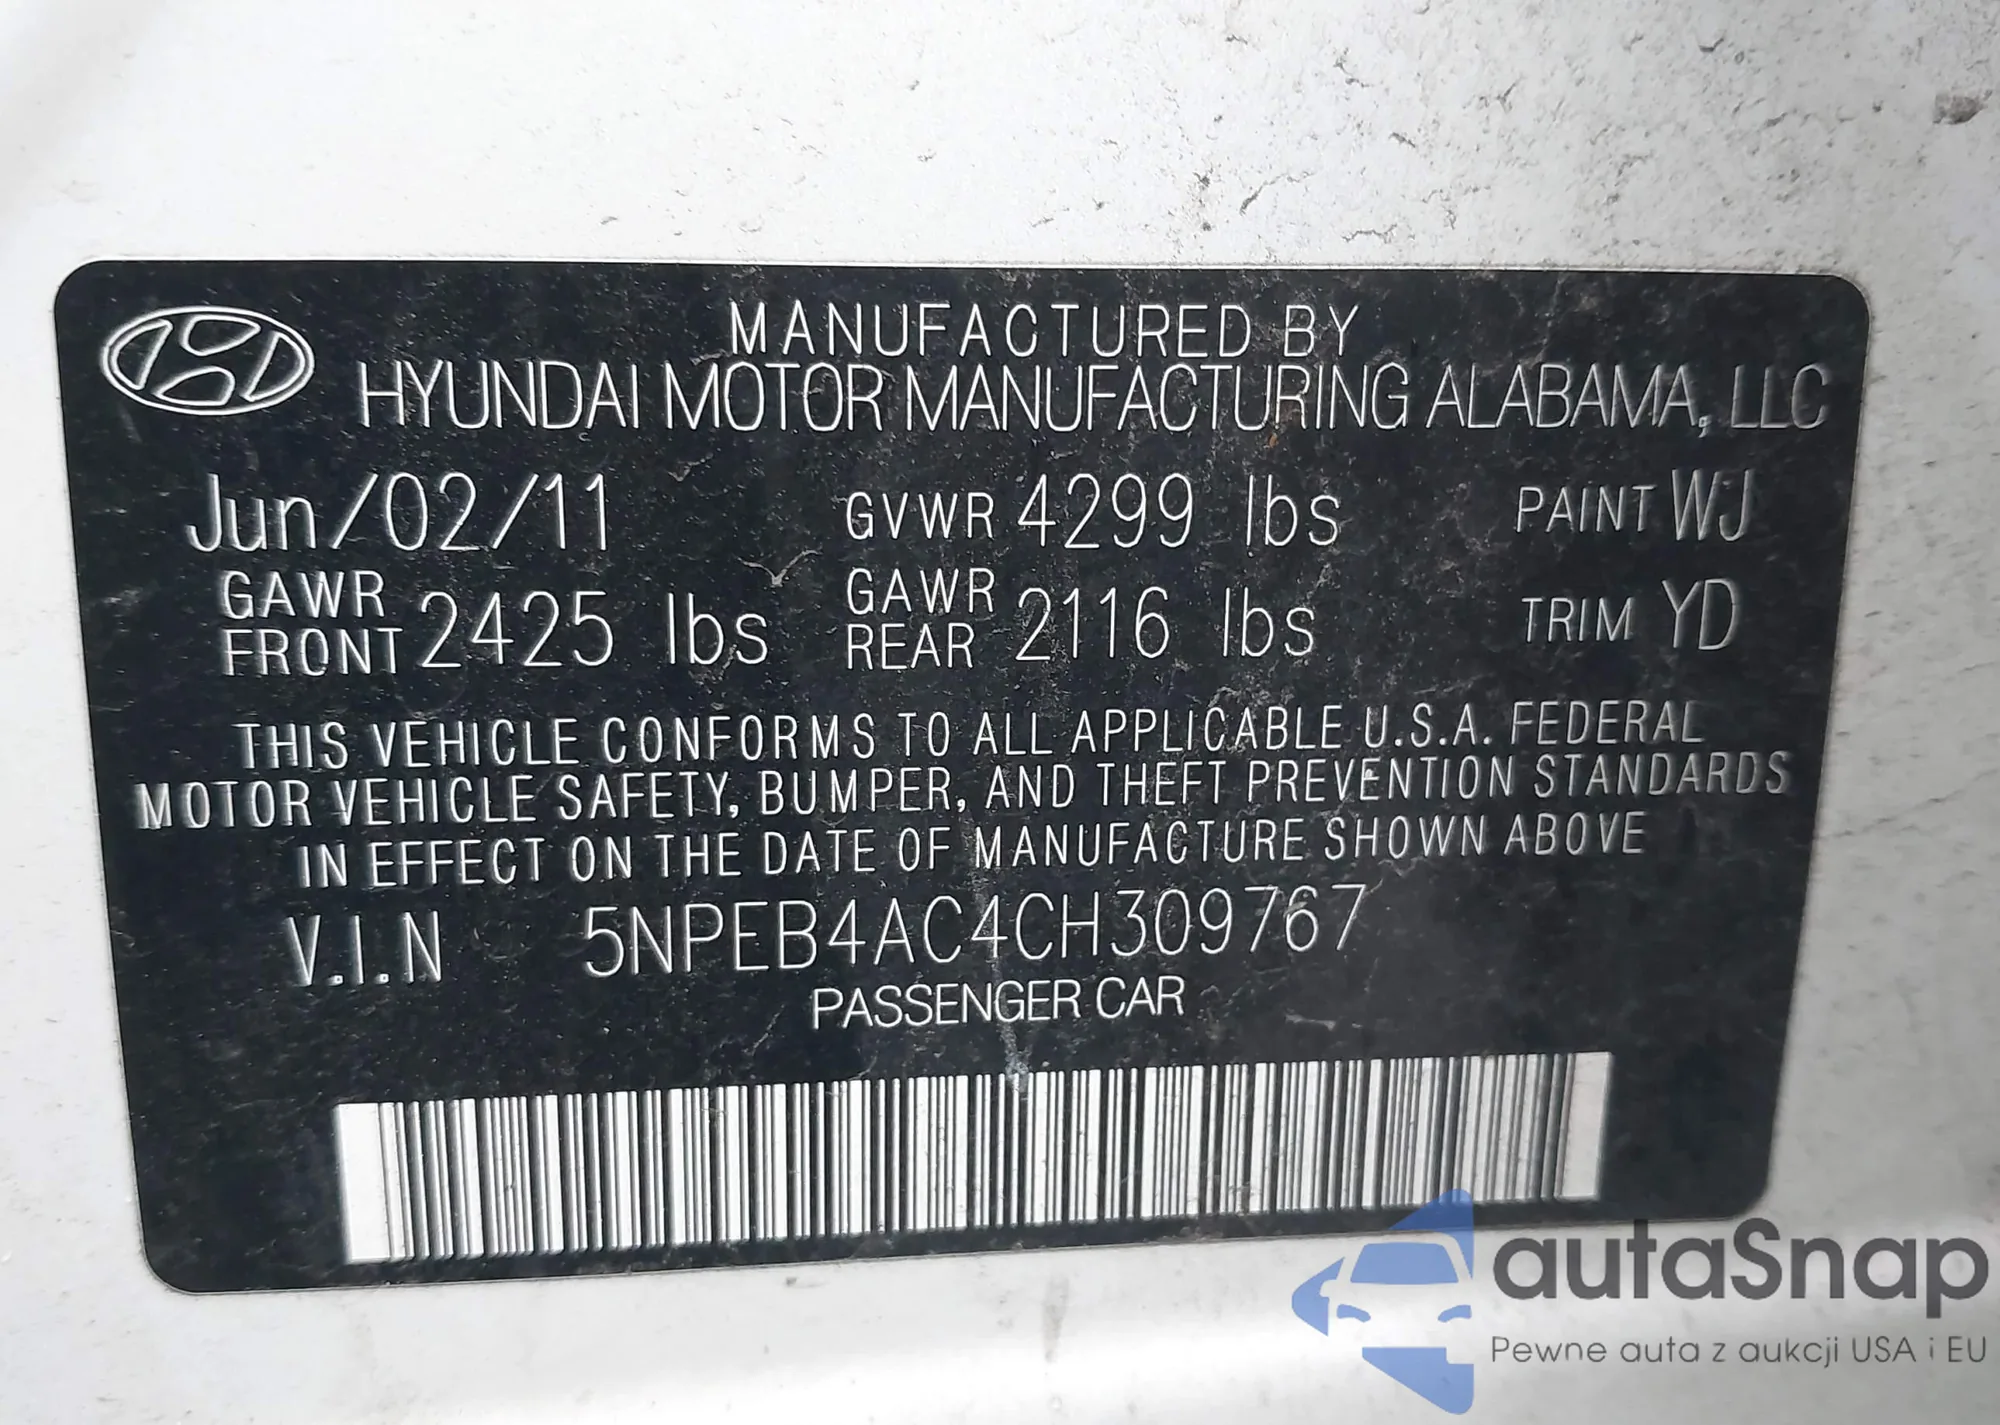 MANUFACTURED BY
HYUNDAI MOTOR MANUFACTURING ALABAMA, LLC
Jun/02/11 GVWR 4299 lbs PAINT WJ
GAWR FRONT 2425 lbs GAWR REAR 2116 lbs TRIM YD
THIS VEHICLE CONFORMS TO ALL APPLICABLE U.S.A. FEDERAL
MOTOR VEHICLE SAFETY, BUMPER, AND THEFT PREVENTION STANDARDS
IN EFFECT ON THE DATE OF MANUFACTURE SHOWN ABOVE
V.I.N 5NPEB4AC4CH309767
PASSENGER CAR
autaSnap
Pewne auta z aukcji USA i EU